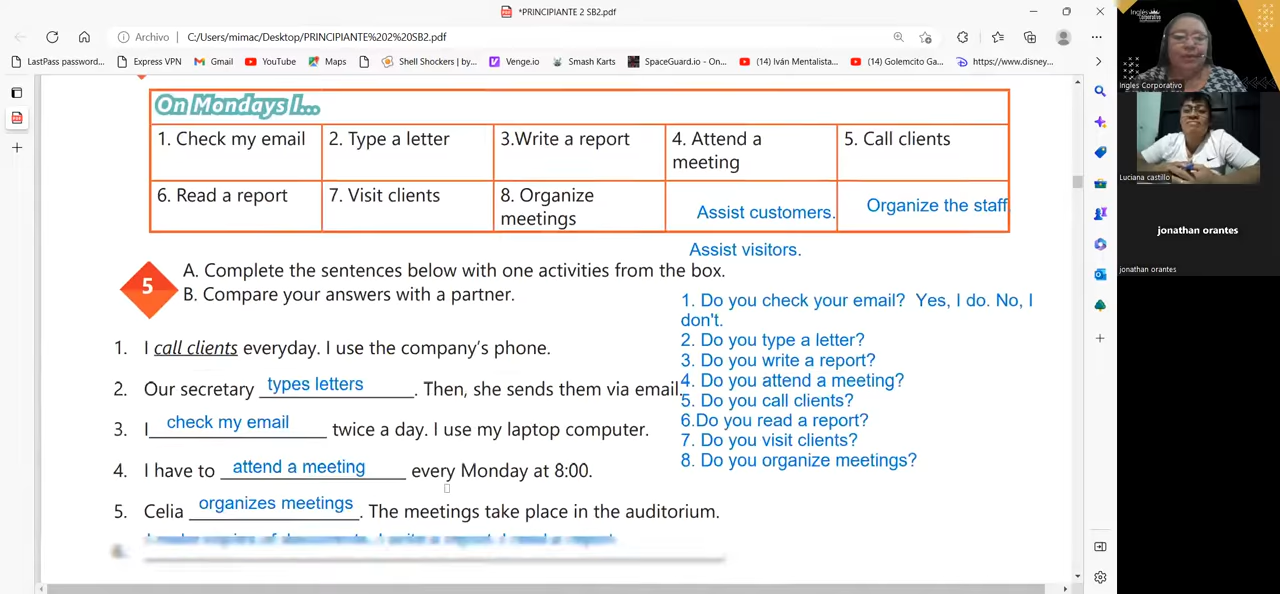 *PRINCIPIANTE 2 SB2.pdf
Archivo | C:/Users/mimac/Desktop/PRINCIPIANTE%202%20SB2.pdf
LastPass password... Express VPN Gmail YouTube Maps Shell Shockers | by... Venge.io Smash Karts SpaceGuard.io - On... (14) Iván Mentalista... (14) Golemcito Ga... https://www.disney...
Inglés
Corporativo
Ingles Corporativo
Luciana castillo
jonathan orantes
jonathan orantes
On Mondays I...
1. Check my email 2. Type a letter 3.Write a report 4. Attend a meeting 5. Call clients
6. Read a report 7. Visit clients 8. Organize meetings Assist customers. Organize the staff
Assist visitors.
5
A. Complete the sentences below with one activities from the box.
B. Compare your answers with a partner.
1. I call clients everyday. I use the company's phone.
2. Our secretary types letters. Then, she sends them via email.
3. I check my email twice a day. I use my laptop computer.
4. I have to attend a meeting every Monday at 8:00.
5. Celia organizes meetings. The meetings take place in the auditorium.
I make copies of documents. I write a report. I read a report
1. Do you check your email? Yes, I do. No, I
don't.
2. Do you type a letter?
3. Do you write a report?
4. Do you attend a meeting?
5. Do you call clients?
6.Do you read a report?
7. Do you visit clients?
8. Do you organize meetings?